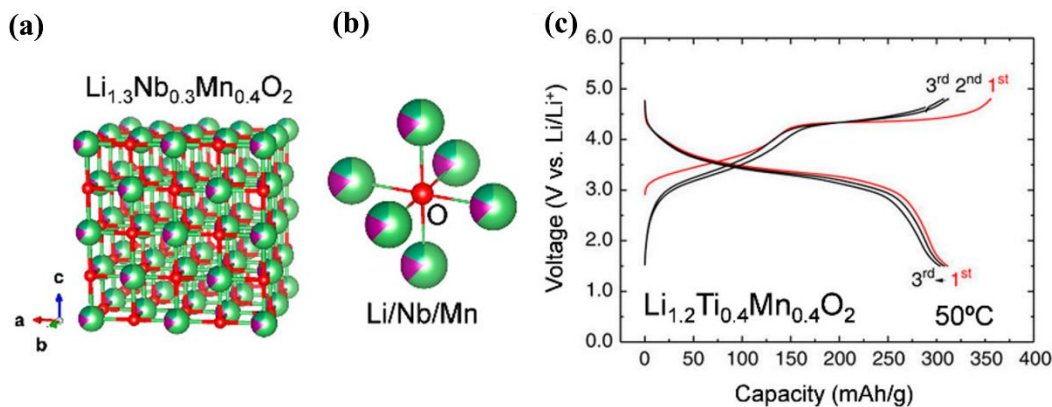 (a)
Li1.3Nb0.3Mn0.4O2
c
a
b
(b)
O
Li/Nb/Mn
(c)
Voltage (V vs. Li/Li⁺)
6.0
5.0
4.0
3.0
2.0
1.0
0.0
3rd 2nd 1st
3rd 1st
Li1.2Ti0.4Mn0.4O2
50ºC
0 50 100 150 200 250 300 350 400
Capacity (mAh/g)